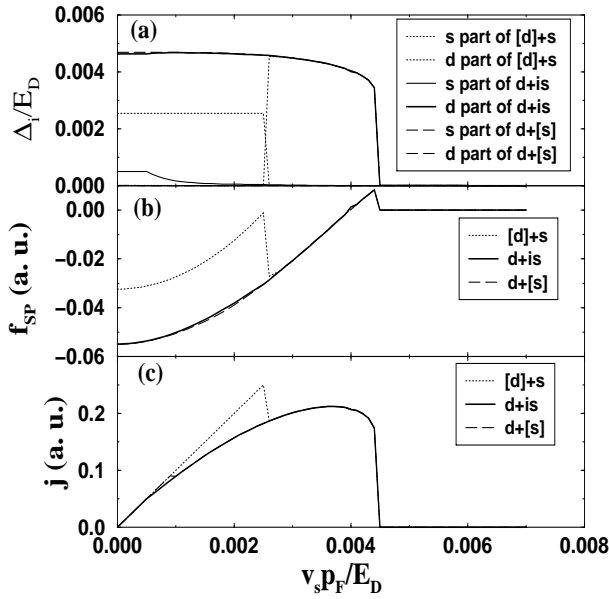 (a)
Δi/ED
0.006
0.004
0.002
0.000
s part of [d]+s
d part of [d]+s
s part of d+is
d part of d+is
s part of d+[s]
d part of d+[s]
(b)
fSP (a. u.)
0.00
−0.02
−0.04
−0.06
[d]+s
d+is
d+[s]
(c)
j (a. u.)
0.2
0.0
[d]+s
d+is
d+[s]
0.000 0.002 0.004 0.006 0.008
vspF/ED